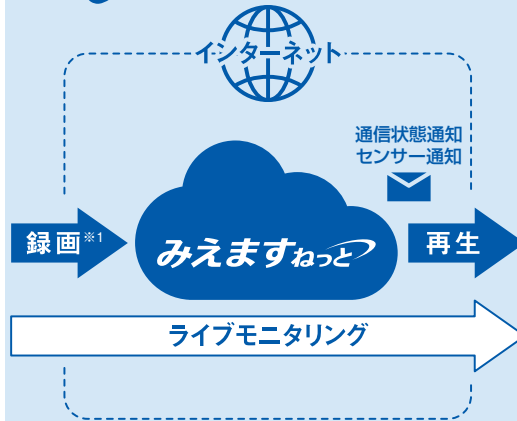 インターネット
通信状態通知
センサー通知
録画※1
みえますねっと
再生
ライブモニタリング